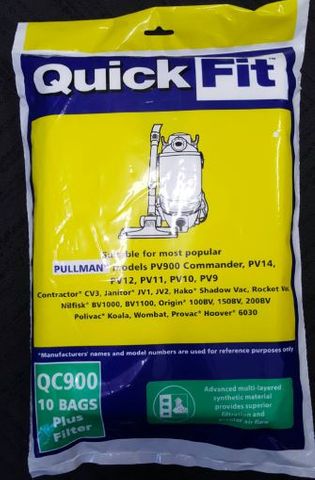 Quick Fit™
Suitable for most popular
PULLMAN* models PV900 Commander, PV14,
PV12, PV11, PV10, PV9
Contractor* CV3, Janitor* JV1, JV2, Hako* Shadow Vac, Rocket Vac
Nilfisk* BV1000, BV1100, Origin* 100BV, 150BV, 200BV
Polivac* Koala, Wombat, Provac* Hoover* 6030
*Manufacturers' names and model numbers are used for reference purposes only
QC900
10 BAGS
Plus
Filter
Advanced multi-layered
synthetic material
provides superior
filtration and
air flow